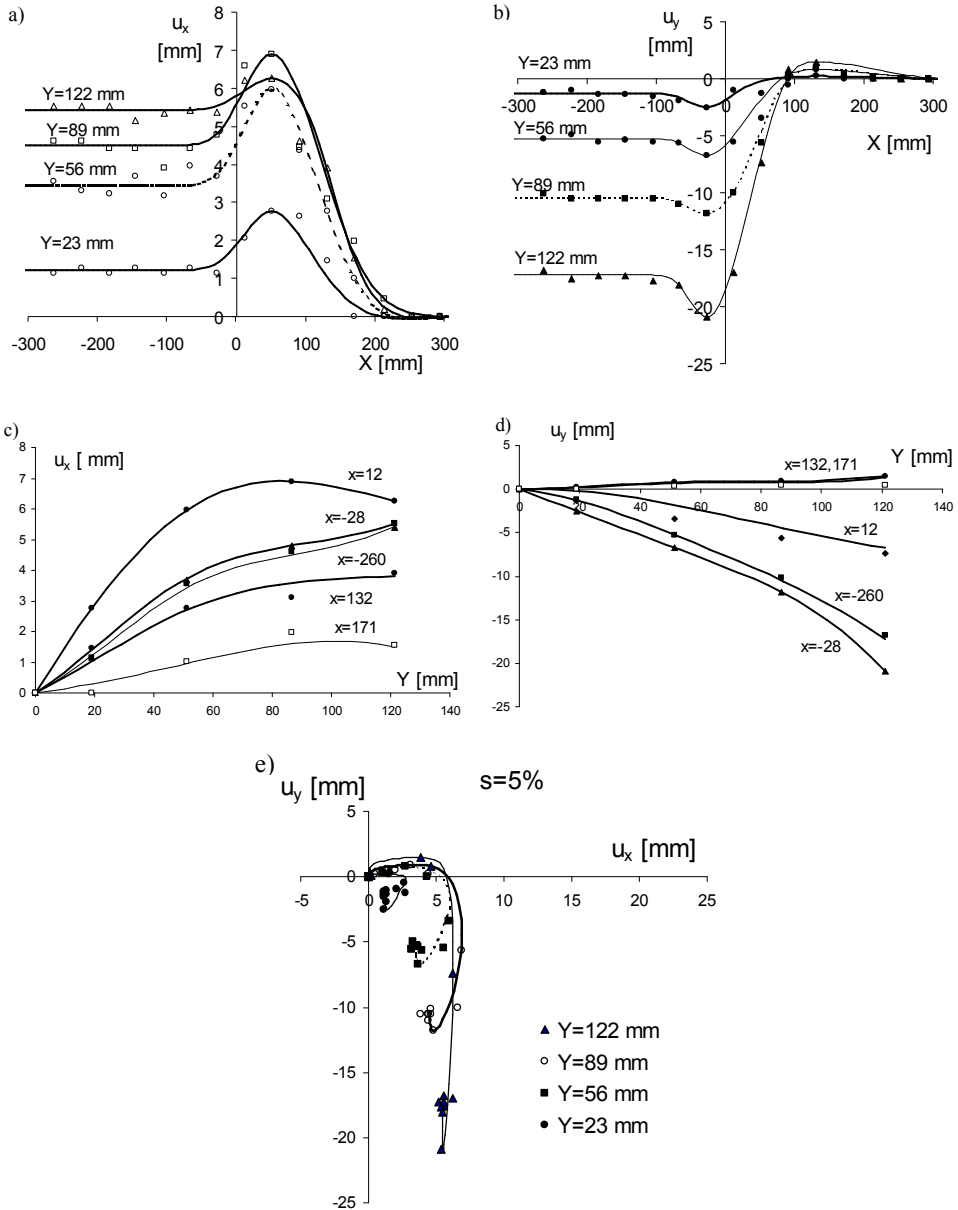 a)
uₓ
[mm]
8
7
6
5
4
3
2
1
0
Y=122 mm
Y=89 mm
Y=56 mm
Y=23 mm
-300 -200 -100 0 100 200 300
X [mm]
b)
u_y
[mm]
5
0
-5
-10
-15
-20
-25
Y=23 mm
-300 -200 -100 0 100 200 300
X [mm]
Y=56 mm
Y=89 mm
Y=122 mm
c)
uₓ [ mm]
8
7
6
5
4
3
2
1
0
x=12
x=-28
x=-260
x=132
x=171
Y [mm]
0 20 40 60 80 100 120 140
d)
u_y [mm]
5
0
-5
-10
-15
-20
-25
x=132,171
Y [mm]
0 20 40 60 80 100 120 140
x=12
x=-260
x=-28
e)
u_y [mm]
s=5%
5
0
-5
-10
-15
-20
-25
uₓ [mm]
-5 0 5 10 15 20 25
Y=122 mm
Y=89 mm
Y=56 mm
Y=23 mm